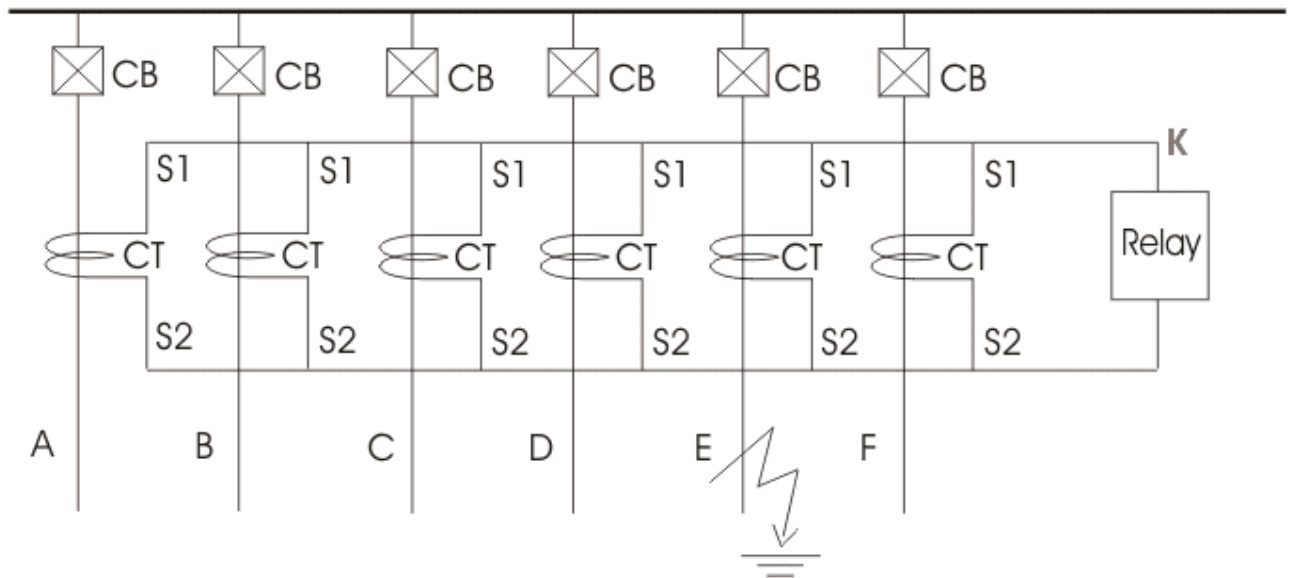 CB CB CB CB CB CB
K
S1 S1 S1 S1 S1 S1
CT CT CT CT CT CT Relay
S2 S2 S2 S2 S2 S2
A B C D E F